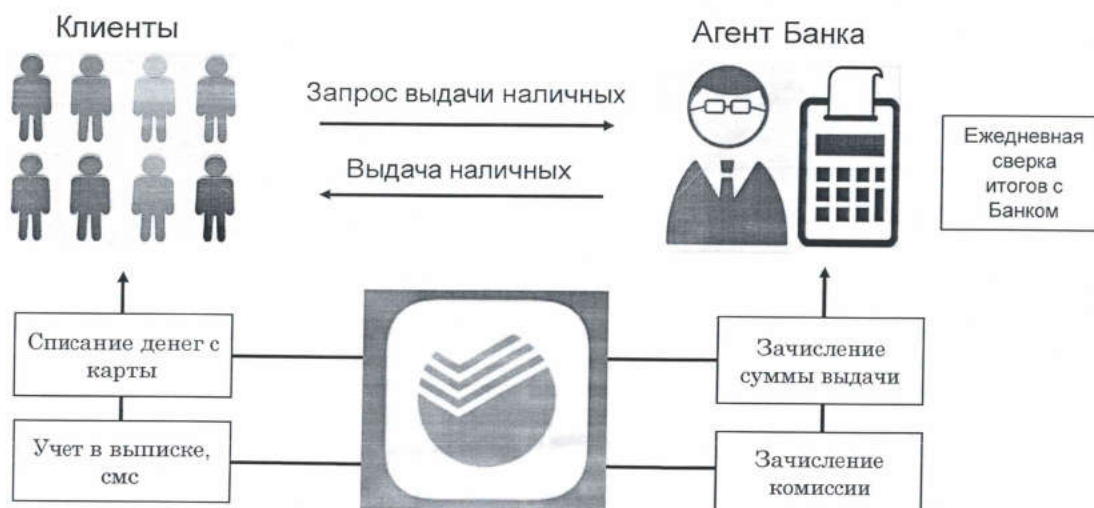 Клиенты
Агент Банка
Запрос выдачи наличных
Выдача наличных
Ежедневная
сверка
итогов с
Банком
Списание денег с
карты
Учет в выписке,
смс
Зачисление
суммы выдачи
Зачисление
комиссии